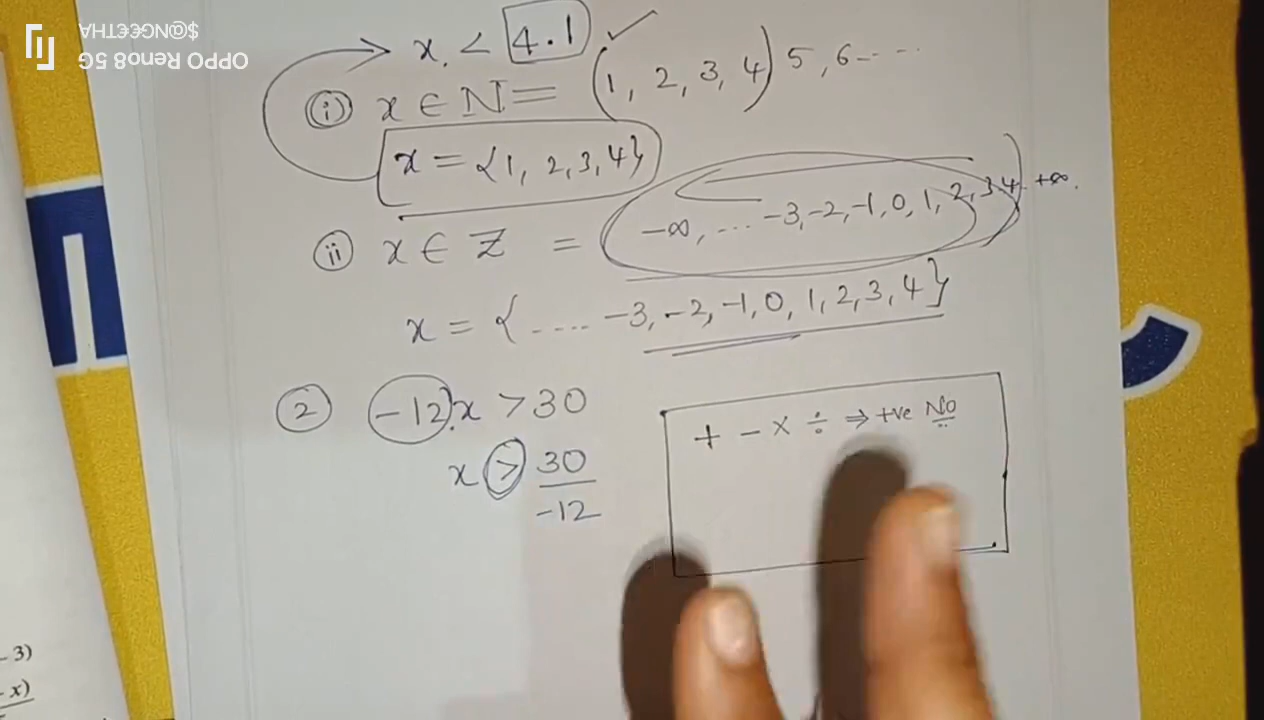 $@NGEETHA
OPPO Reno8 5G
x < 4.1 ✓
(i) x ∈ N = (1, 2, 3, 4) 5, 6 - - -
x = {1, 2, 3, 4}
(ii) x ∈ Z = -∞, ... -3, -2, -1, 0, 1, 2, 3, 4 +∞.
x = { .... -3, -2, -1, 0, 1, 2, 3, 4}
(2) -12x > 30
x > 30/-12
+ - × ÷ ⇒ +ve No
- 3)
- x)